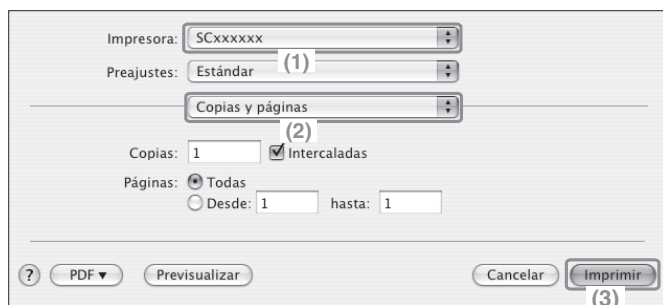 Impresora: SCxxxxxx
(1)
Preajustes: Estándar
Copias y páginas
(2)
Copias: 1 Intercaladas
Páginas: Todas
Desde: 1 hasta: 1
? PDF Previsualizar Cancelar Imprimir
(3)